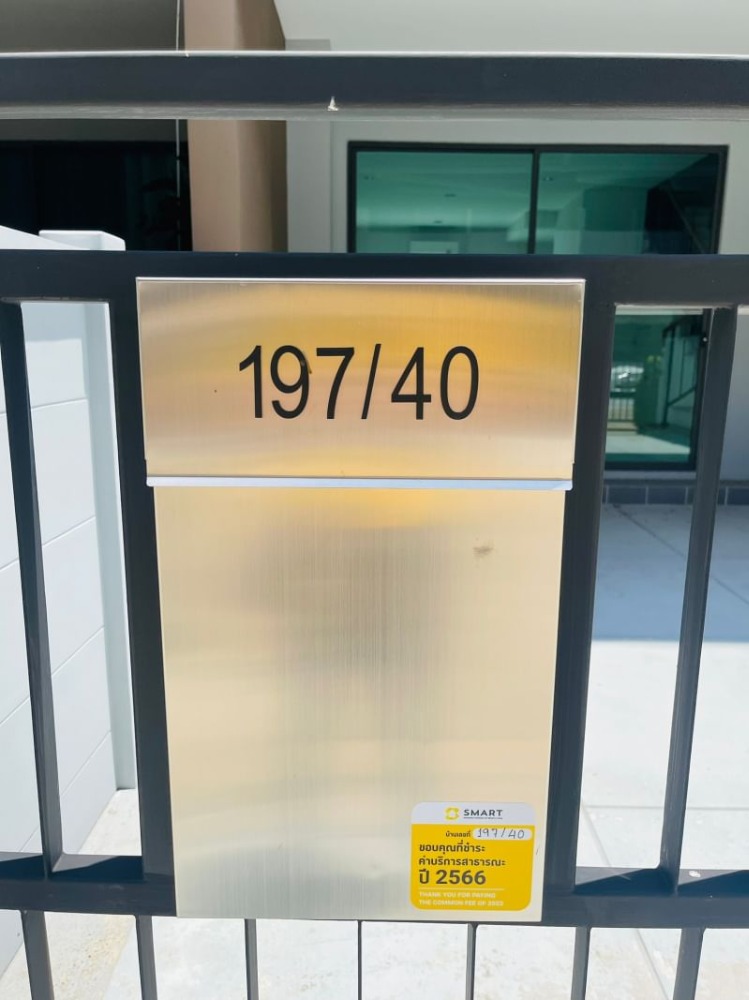 197/40
SMART
บ้านเลขที่ 197/40
ขอบคุณที่ชำระ
ค่าบริการสาธารณะ
ปี 2566
THANK YOU FOR PAYING
THE COMMON FEE OF 2023